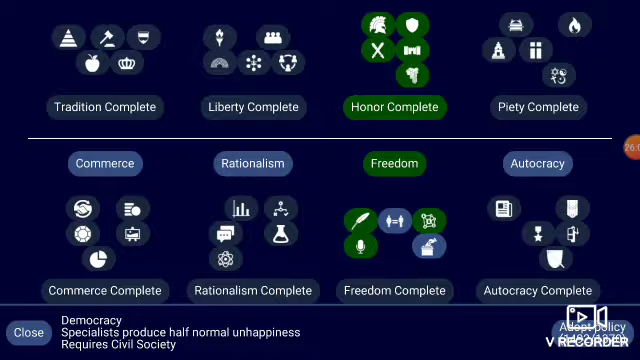 Tradition Complete
Liberty Complete
Honor Complete
Piety Complete
Commerce
Rationalism
Freedom
Autocracy
Commerce Complete
Rationalism Complete
Freedom Complete
Autocracy Complete
Close
Democracy
Specialists produce half normal unhappiness
Requires Civil Society
Adopt policy
V RECORDER